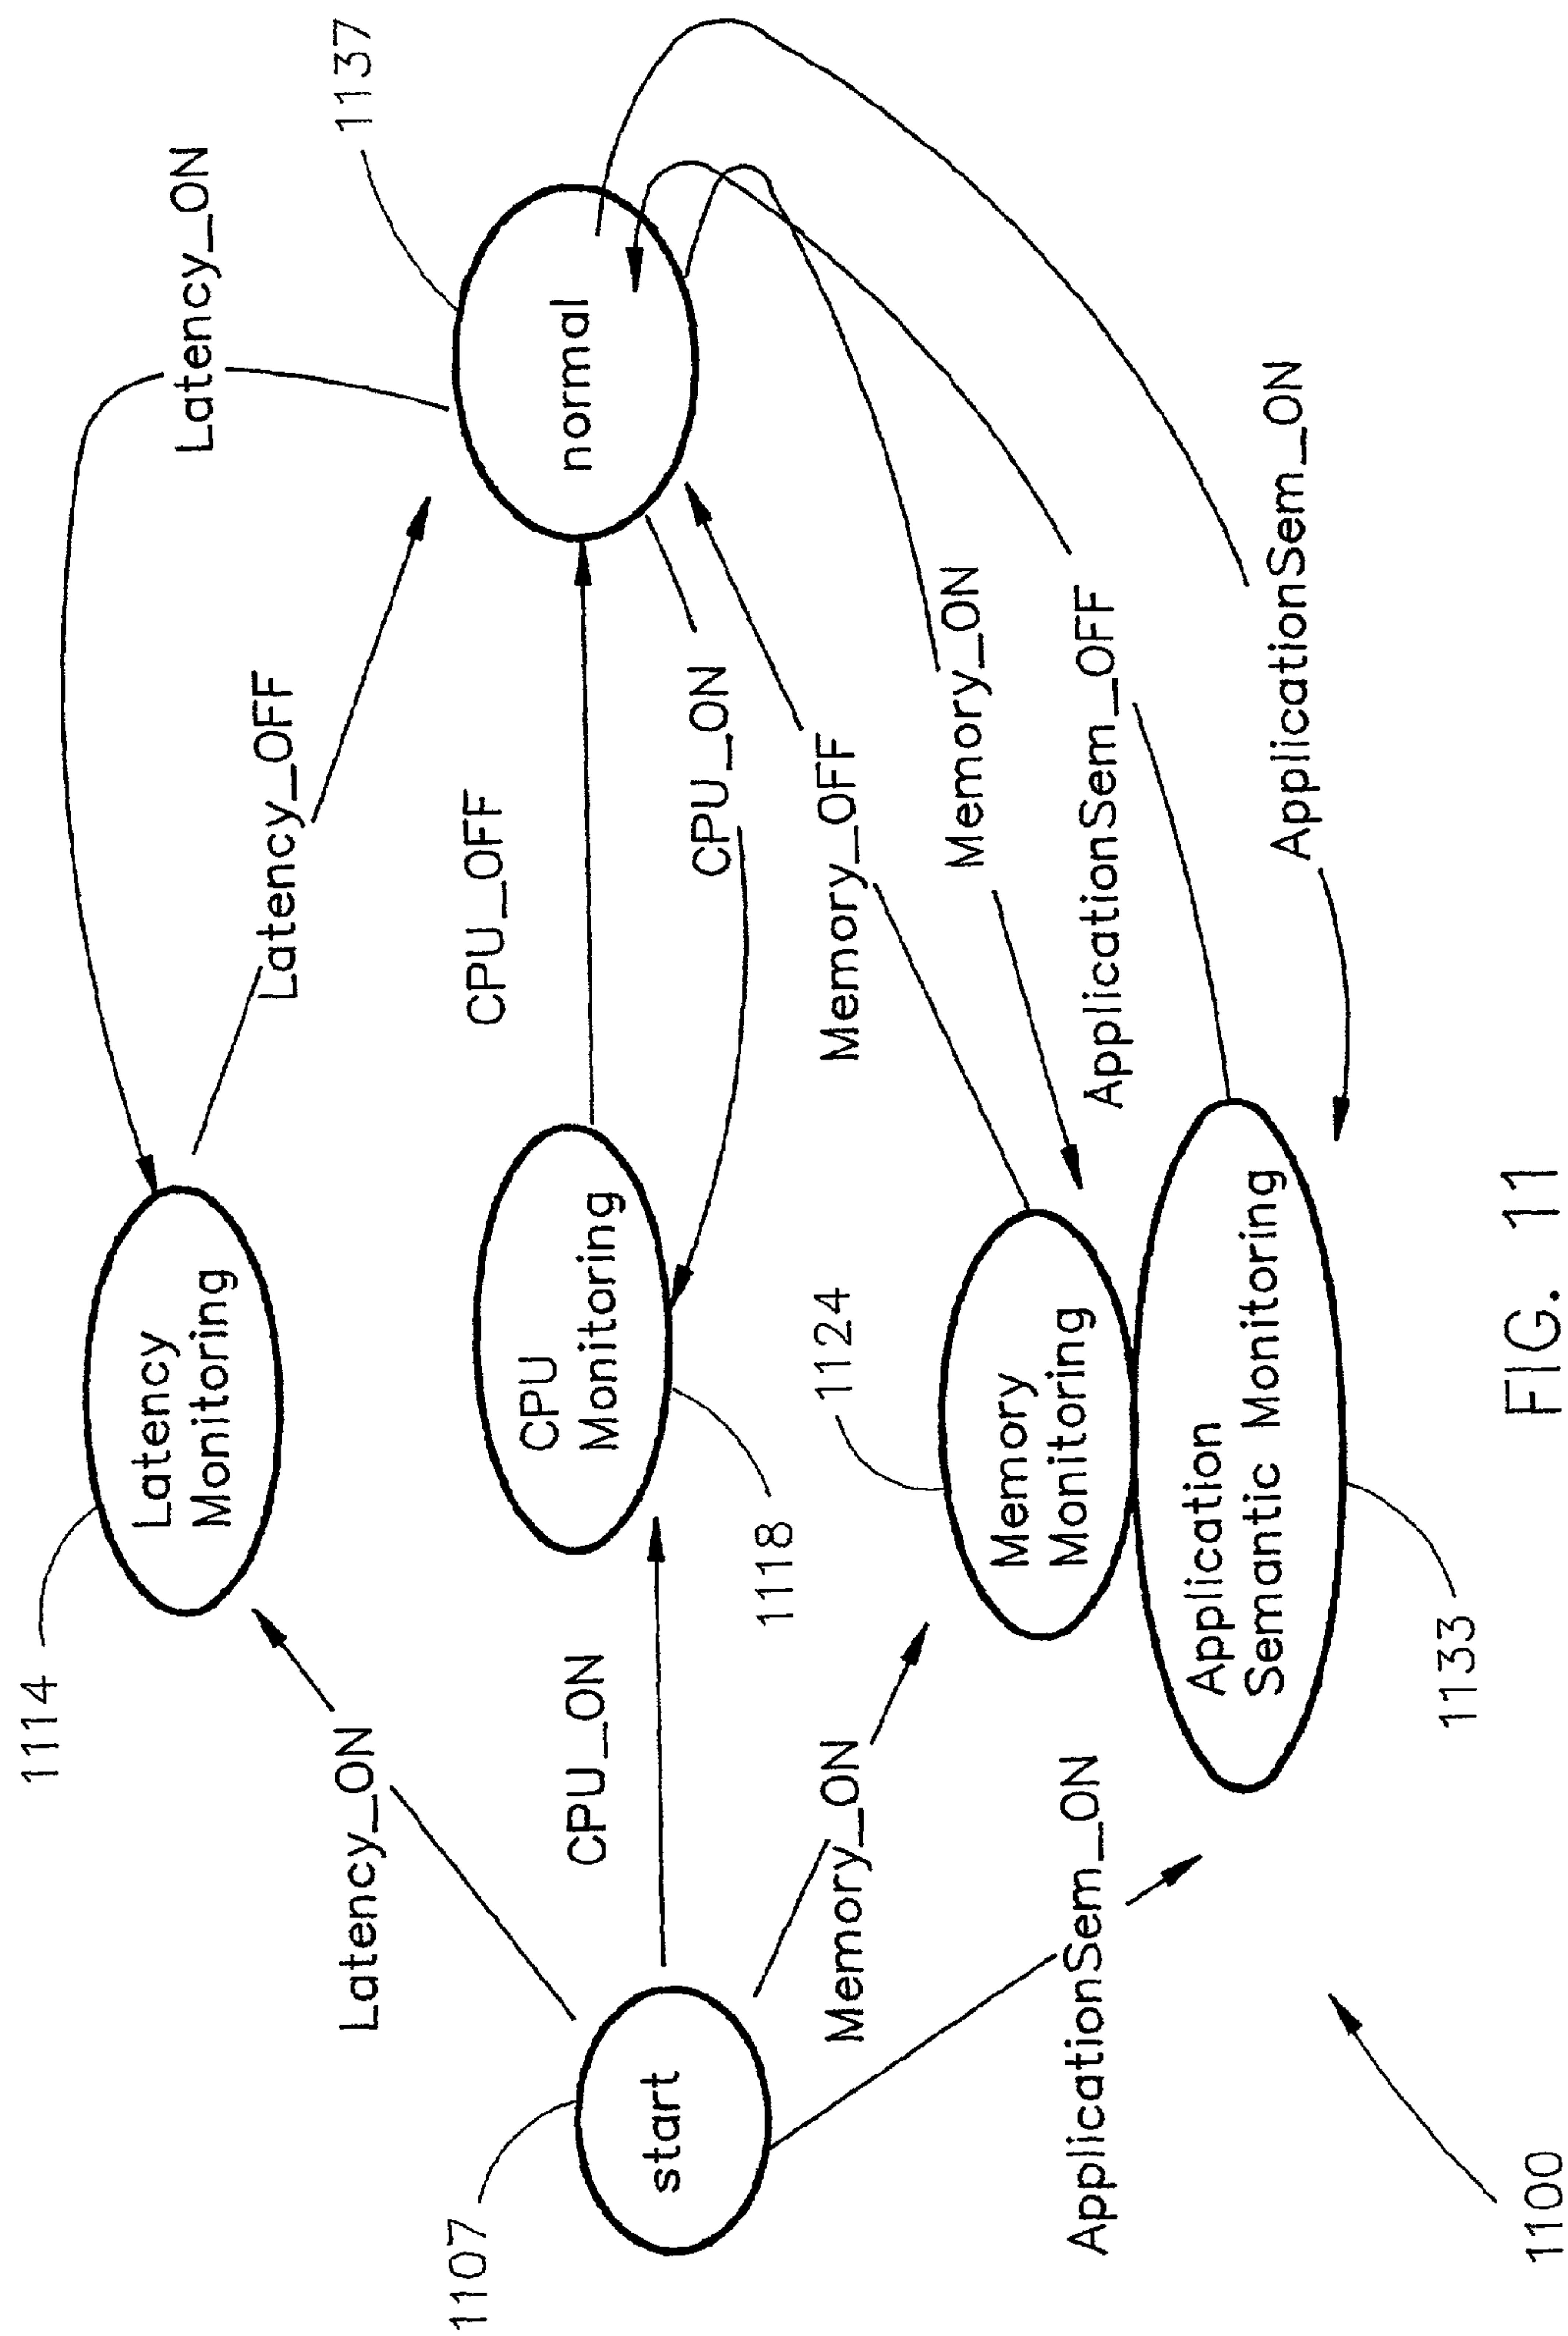 1114
Latency
Monitoring
Latency_ON
Latency_OFF
Latency_ON
1137
1107
start
CPU_ON
CPU
Monitoring
1118
CPU_OFF
CPU_ON
normal
Memory_ON
1124
Memory
Monitoring
Memory_OFF
Memory_ON
ApplicationSem_ON
Application
Semantic Monitoring
1133
ApplicationSem_OFF
ApplicationSem_ON
1100
FIG. 11